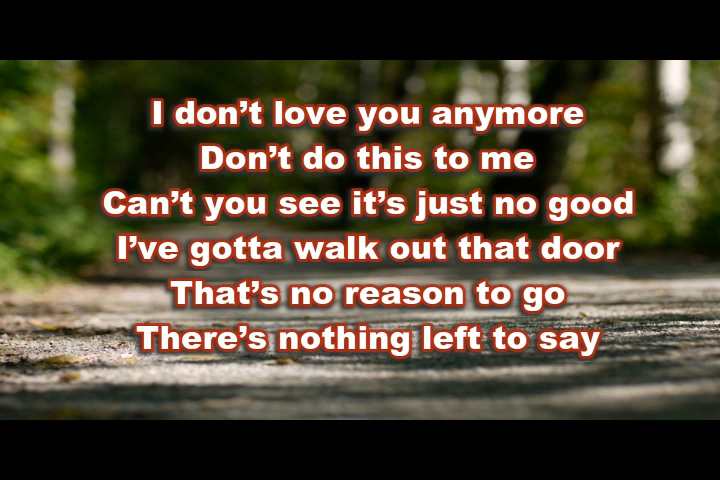 I don’t love you anymore
Don’t do this to me
Can’t you see it’s just no good
I’ve gotta walk out that door
That’s no reason to go
There’s nothing left to say